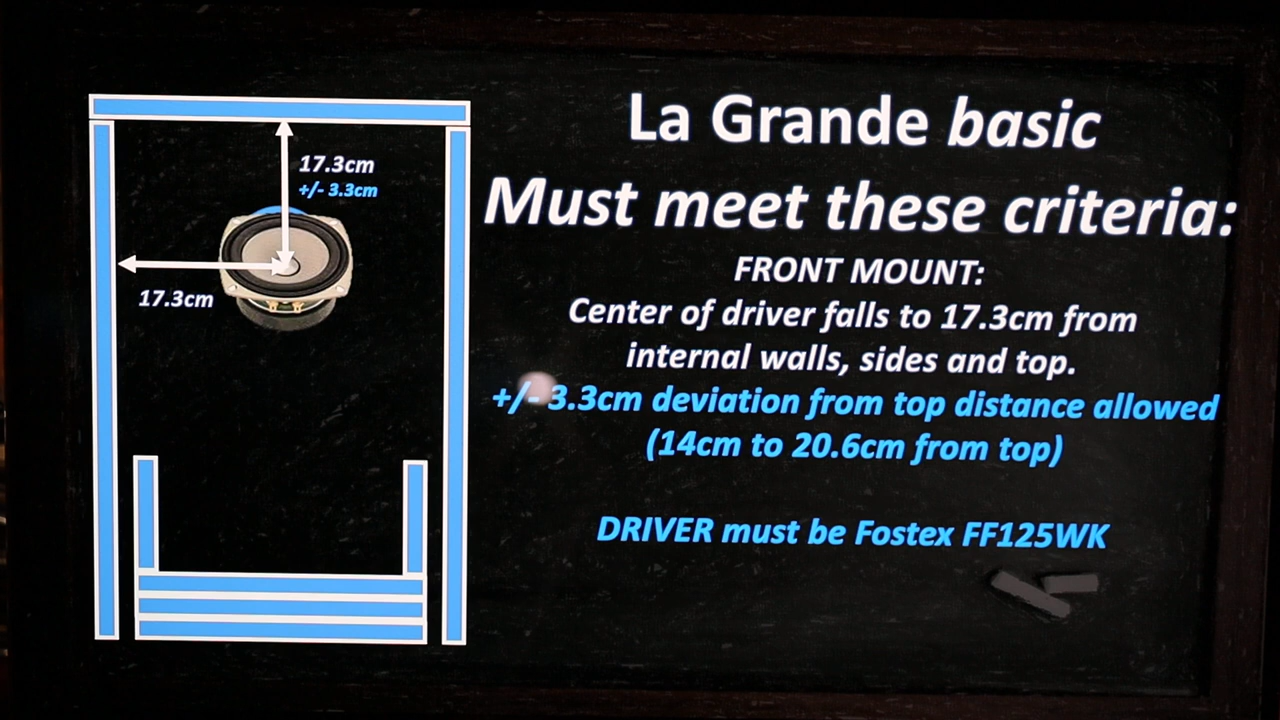 17.3cm
+/- 3.3cm
17.3cm
La Grande basic
Must meet these criteria:
FRONT MOUNT:
Center of driver falls to 17.3cm from
internal walls, sides and top.
+/- 3.3cm deviation from top distance allowed
(14cm to 20.6cm from top)
DRIVER must be Fostex FF125WK